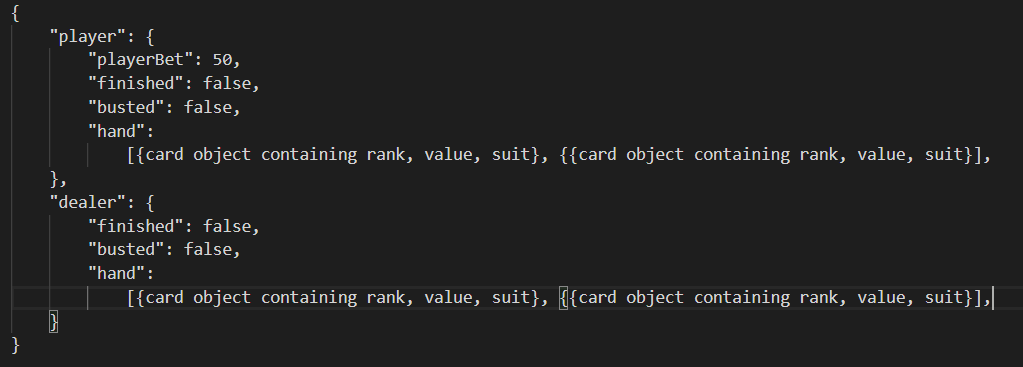 {
"player": {
"playerBet": 50,
"finished": false,
"busted": false,
"hand":
[{card object containing rank, value, suit}, {{card object containing rank, value, suit}],
},
"dealer": {
"finished": false,
"busted": false,
"hand":
[{card object containing rank, value, suit}, {{card object containing rank, value, suit}],
}
}